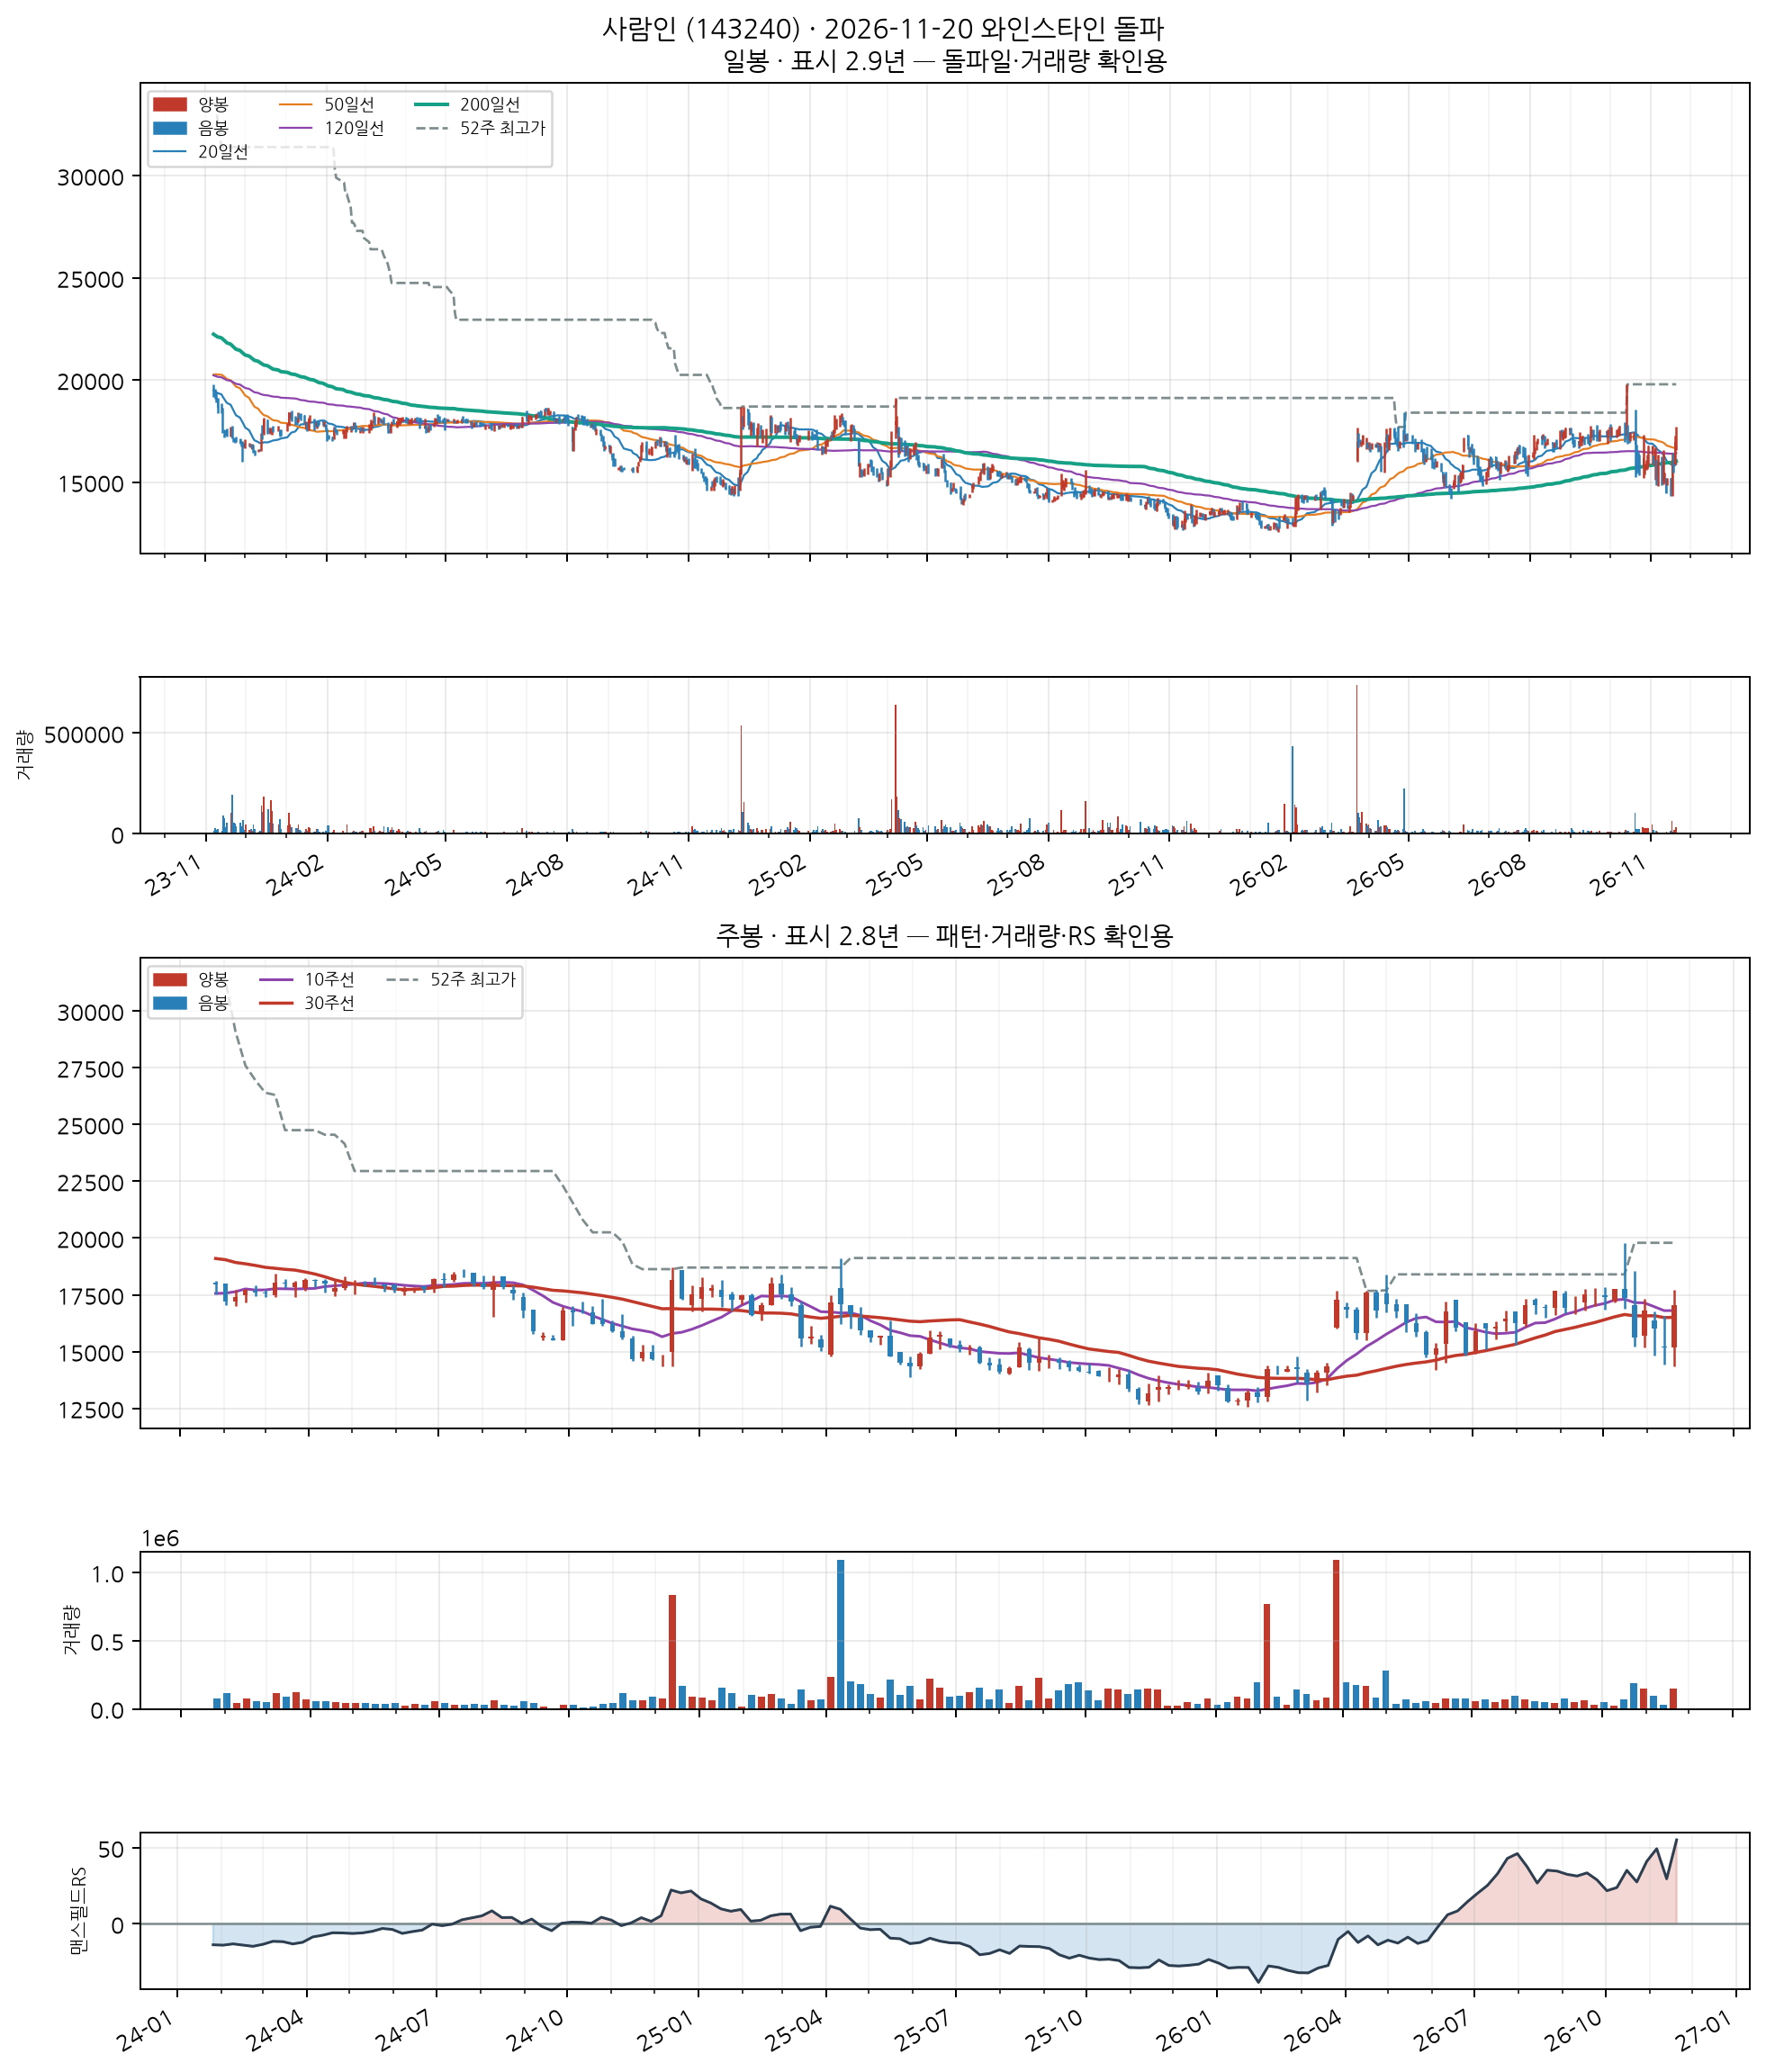 사람인 (143240) · 2026-11-20 와인스타인 돌파
일봉 · 표시 2.9년 — 돌파일·거래량 확인용
양봉 50일선 200일선
음봉 120일선 52주 최고가
20일선
30000
25000
20000
15000
거래량
500000
0
23-11 24-02 24-05 24-08 24-11 25-02 25-05 25-08 25-11 26-02 26-05 26-08 26-11
주봉 · 표시 2.8년 — 패턴·거래량·RS 확인용
양봉 10주선 52주 최고가
음봉 30주선
30000
27500
25000
22500
20000
17500
15000
12500
1e6
거래량
1.0
0.5
0.0
맨스필드RS
50
0
24-01 24-04 24-07 24-10 25-01 25-04 25-07 25-10 26-01 26-04 26-07 26-10 27-01